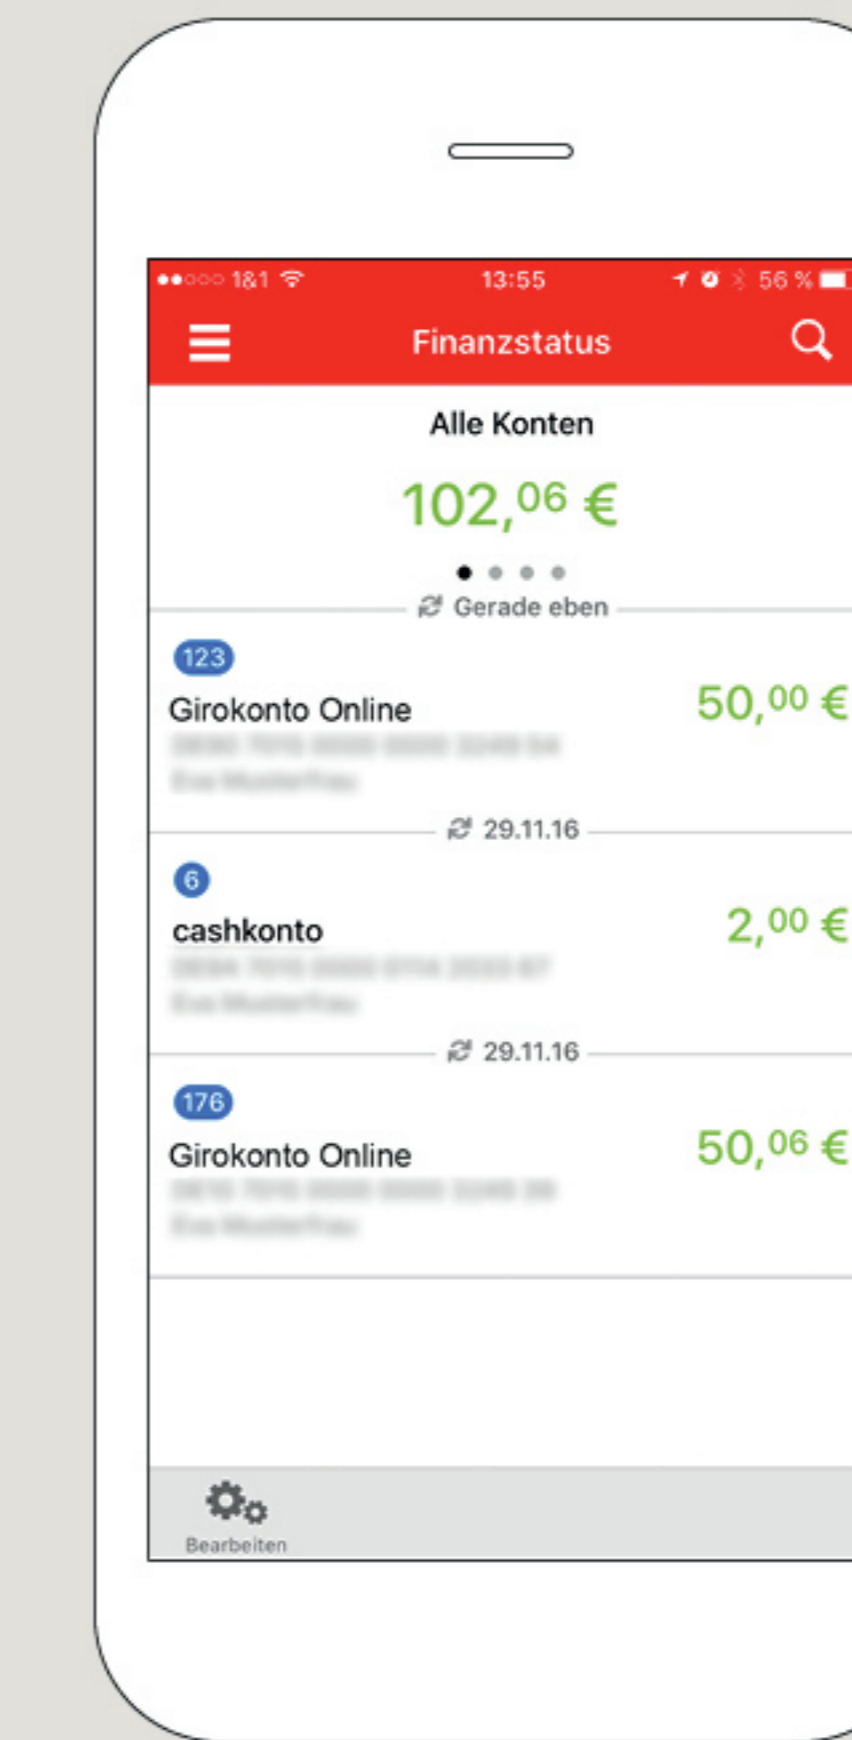 1&1 13:55 56 %
Finanzstatus
Alle Konten
102,06 €
Gerade eben
123
Girokonto Online 50,00 €
29.11.16
6
cashkonto 2,00 €
29.11.16
176
Girokonto Online 50,06 €
Bearbeiten